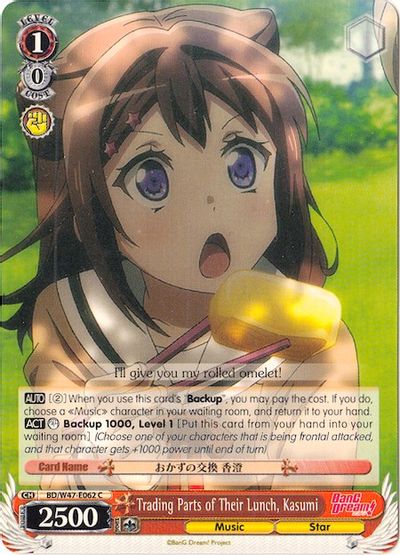 LEVEL
1
0
COST
I'll give you my rolled omelet!
AUTO [②] When you use this card's "Backup", you may pay the cost. If you do,
choose a «Music» character in your waiting room, and return it to your hand.
ACT Backup 1000, Level 1 [Put this card from your hand into your
waiting room] (Choose one of your characters that is being frontal attacked,
and that character gets +1000 power until end of turn)
Card Name おかずの交換 香澄
CH BD/W47-E062 C
Trading Parts of Their Lunch, Kasumi
BanG Dream!
POWER 2500
Music Star
©BanG Dream! Project